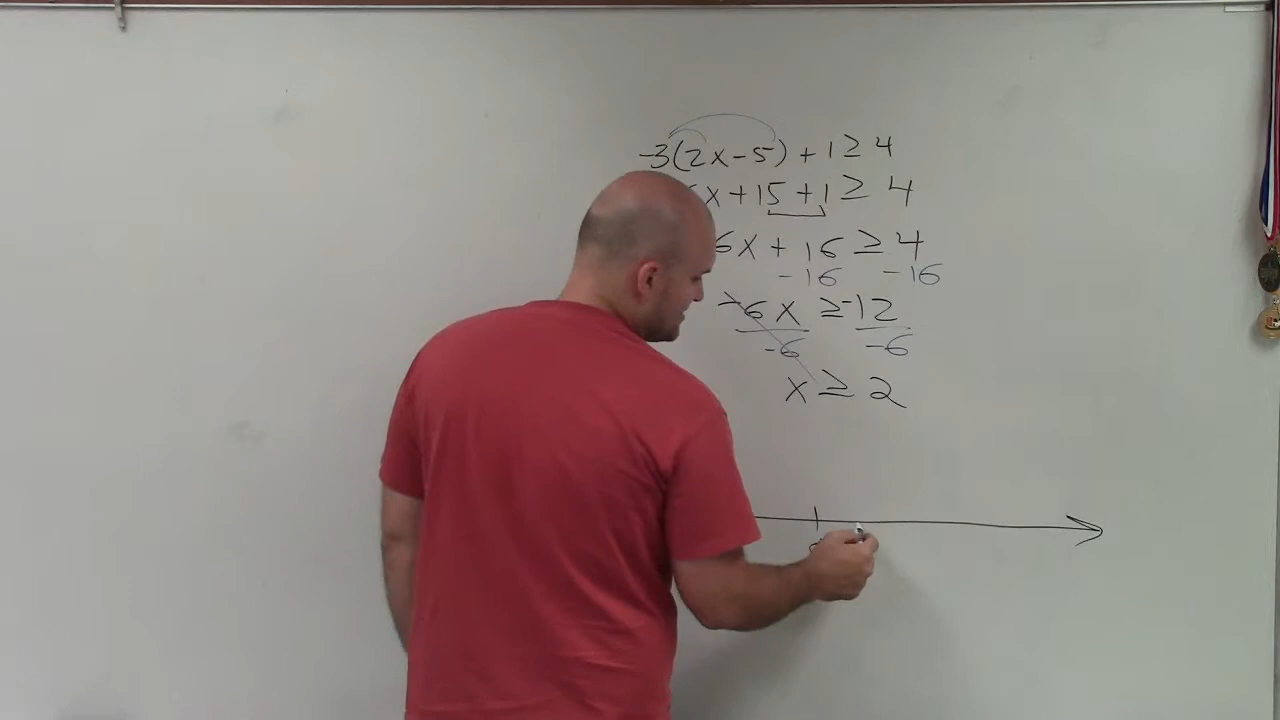 -3(2x-5)+1≥4
6x+15+1≥4
6x+16≥4
-16 -16
-6x≥-12
-6 -6
x≥2